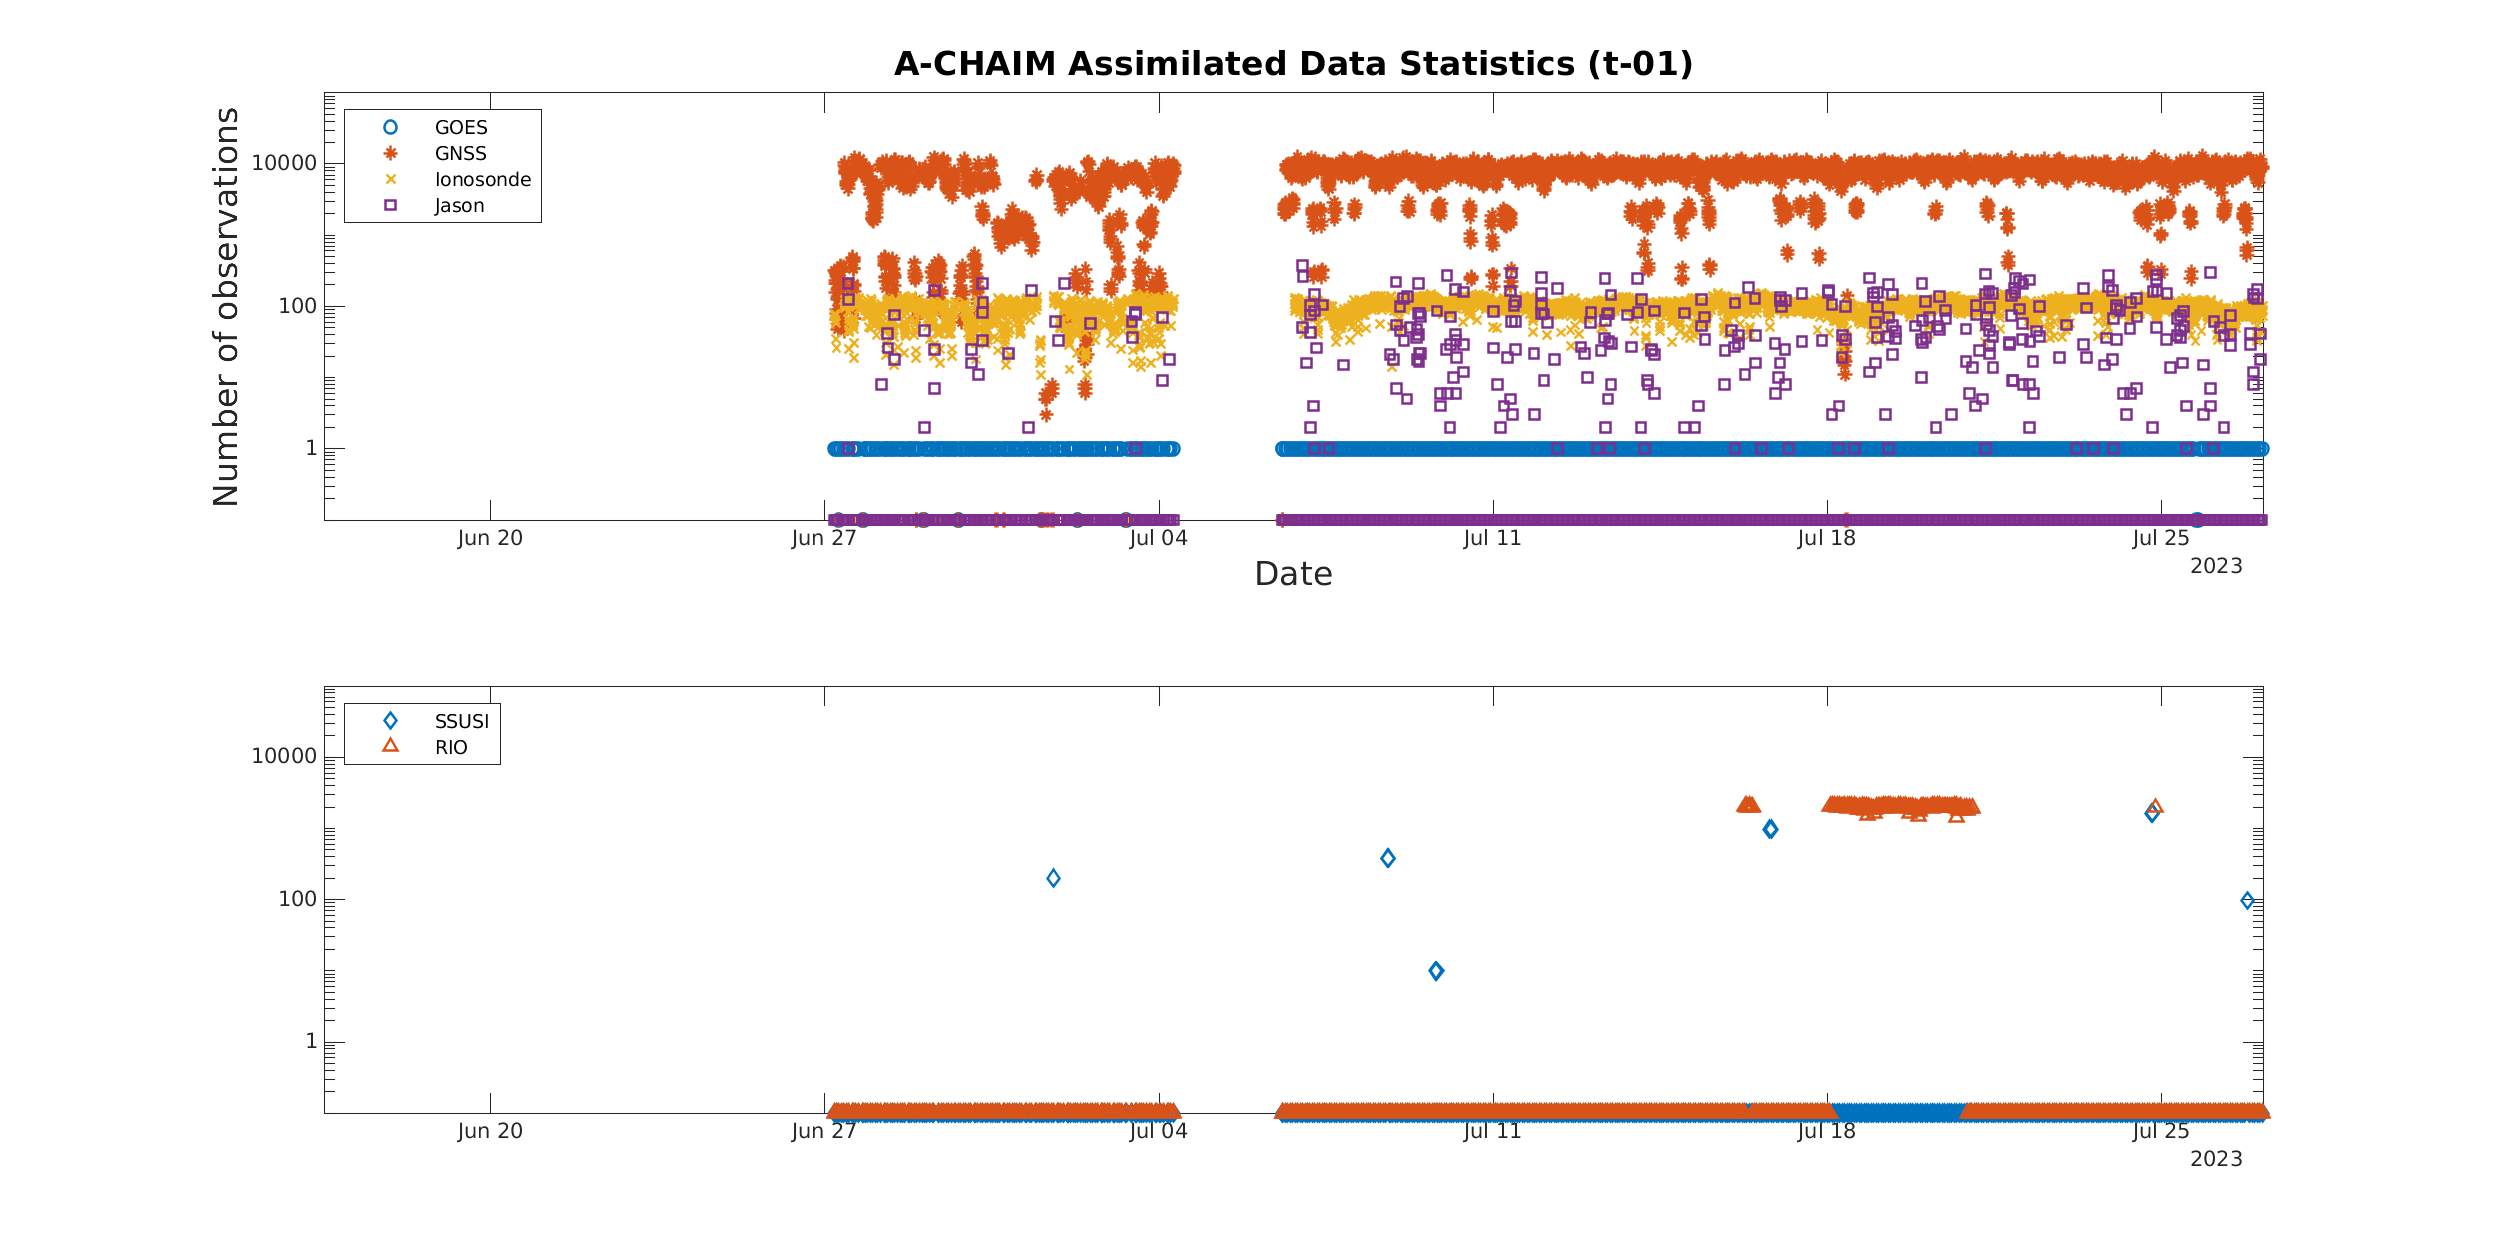 A-CHAIM Assimilated Data Statistics (t-01)
Number of observations
10000
100
1
GOES
GNSS
Ionosonde
Jason
Jun 20
Jun 27
Jul 04
Jul 11
Jul 18
Jul 25
2023
Date
10000
100
1
SSUSI
RIO
Jun 20
Jun 27
Jul 04
Jul 11
Jul 18
Jul 25
2023